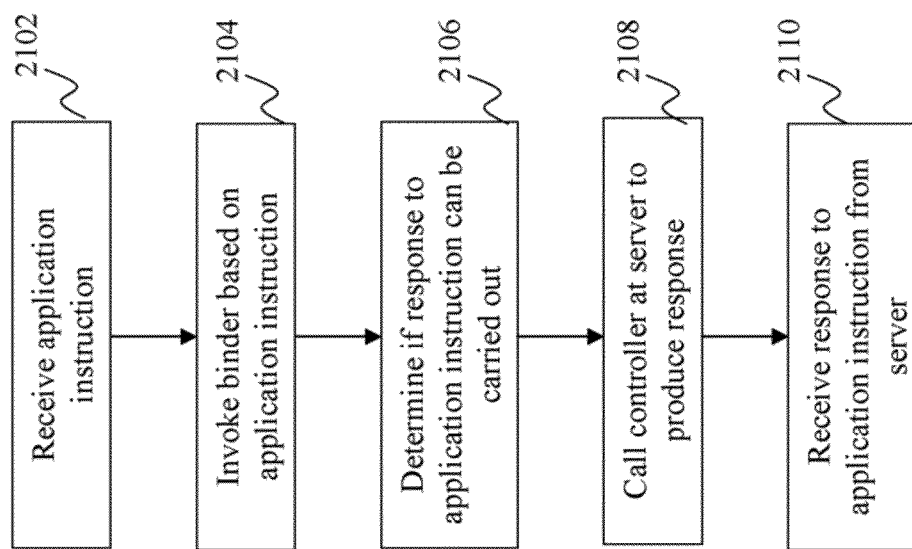 2102
Receive application
instruction
2104
Invoke binder based on
application instruction
2106
Determine if response to
application instruction can be
carried out
2108
Call controller at server to
produce response
2110
Receive response to
application instruction from
server